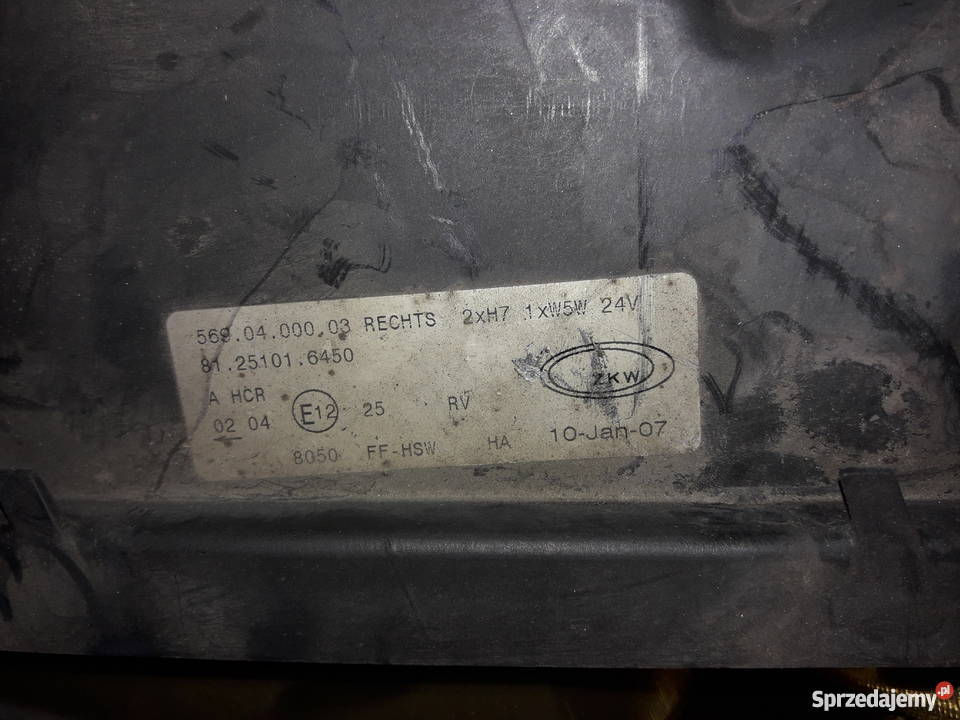 569.04.000.03 RECHTS 2xH7 1xW5W 24V
81.25101.6450
ZKW
A HCR
02 04 E12 25 RV
10-Jan-07
8050 FF-HSW HA
Sprzedajemy.pl